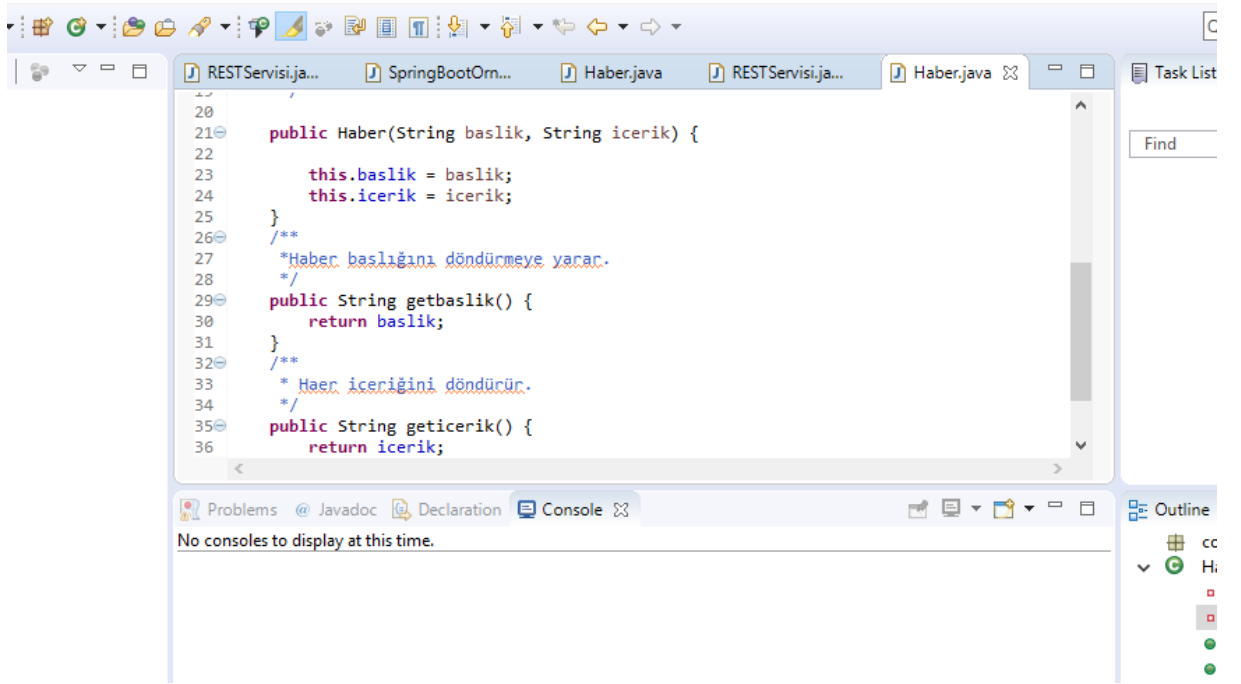 RESTServisi.ja... SpringBootOrn... Haber.java RESTServisi.ja... Haber.java Task List
20
21 public Haber(String baslik, String icerik) {
22
23 this.baslik = baslik;
24 this.icerik = icerik;
25 }
26 /**
27 *Haber baslığını döndürmeye yarar.
28 */
29 public String getbaslik() {
30 return baslik;
31 }
32 /**
33 * Haer iceriğini döndürür.
34 */
35 public String geticerik() {
36 return icerik;
Find
Problems @ Javadoc Declaration Console
No consoles to display at this time.
Outline